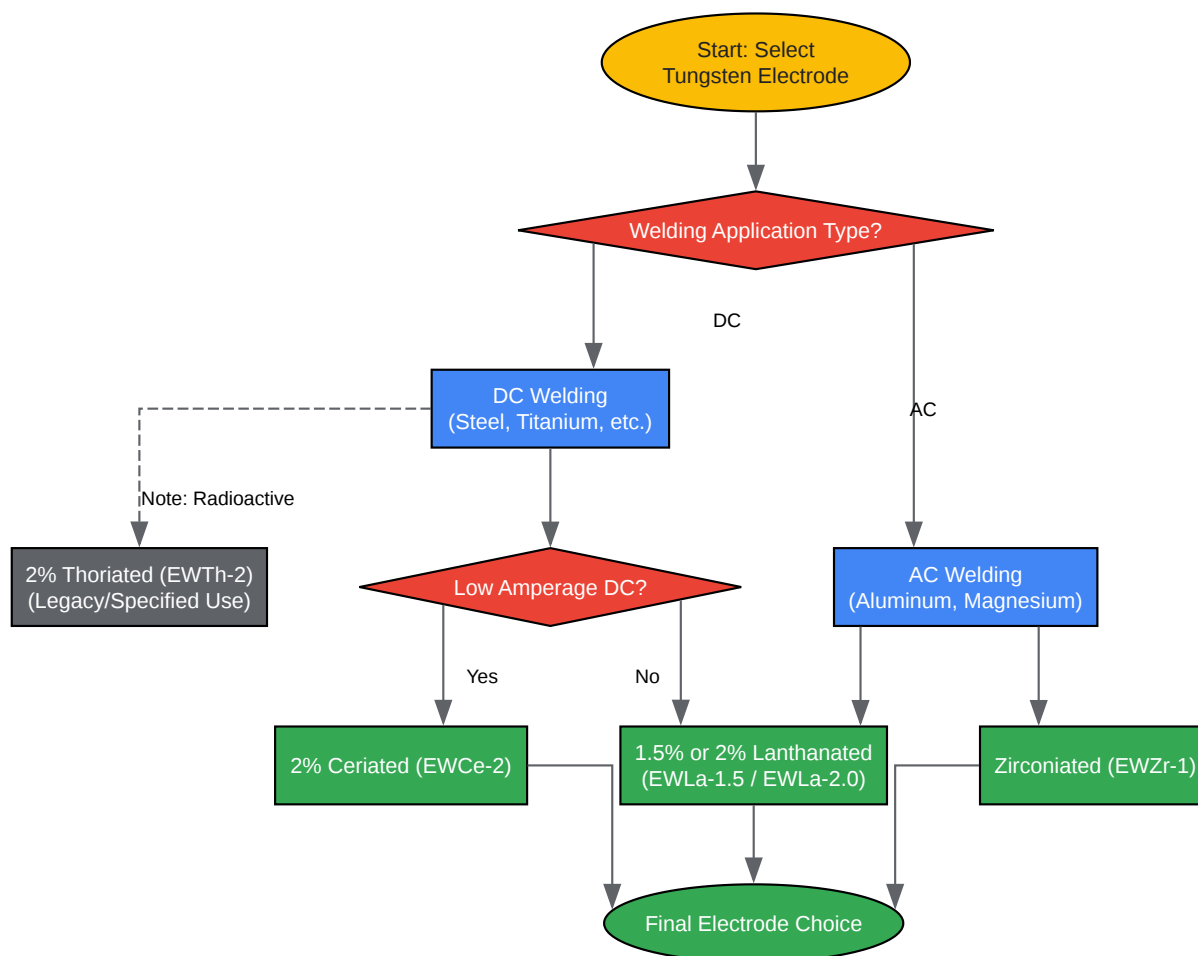 Start: Select
Tungsten Electrode
Welding Application Type?
DC
DC Welding
(Steel, Titanium, etc.)
AC
Note: Radioactive
2% Thoriated (EWTh-2)
(Legacy/Specified Use)
Low Amperage DC?
AC Welding
(Aluminum, Magnesium)
Yes
No
2% Ceriated (EWCe-2)
1.5% or 2% Lanthanated
(EWLa-1.5 / EWLa-2.0)
Zirconiated (EWZr-1)
Final Electrode Choice